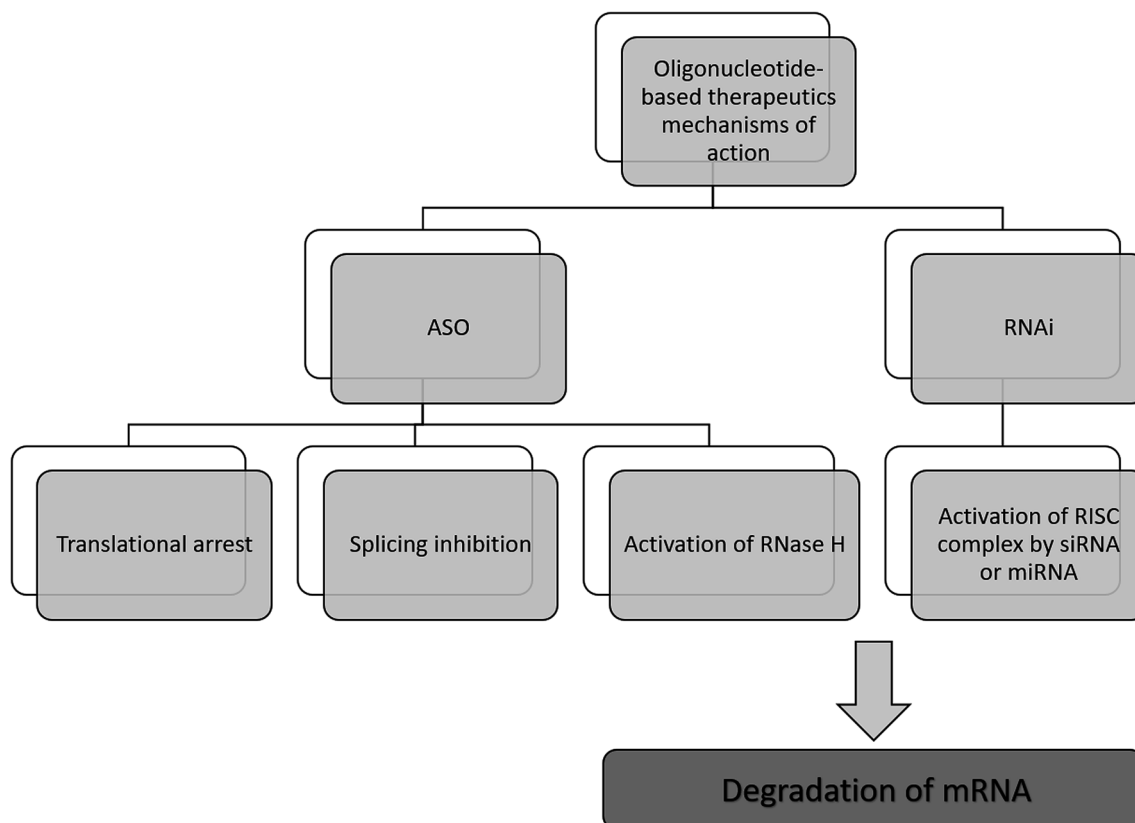 Oligonucleotide-
based therapeutics
mechanisms of
action
ASO
RNAi
Translational arrest
Splicing inhibition
Activation of RNase H
Activation of RISC
complex by siRNA
or miRNA
Degradation of mRNA